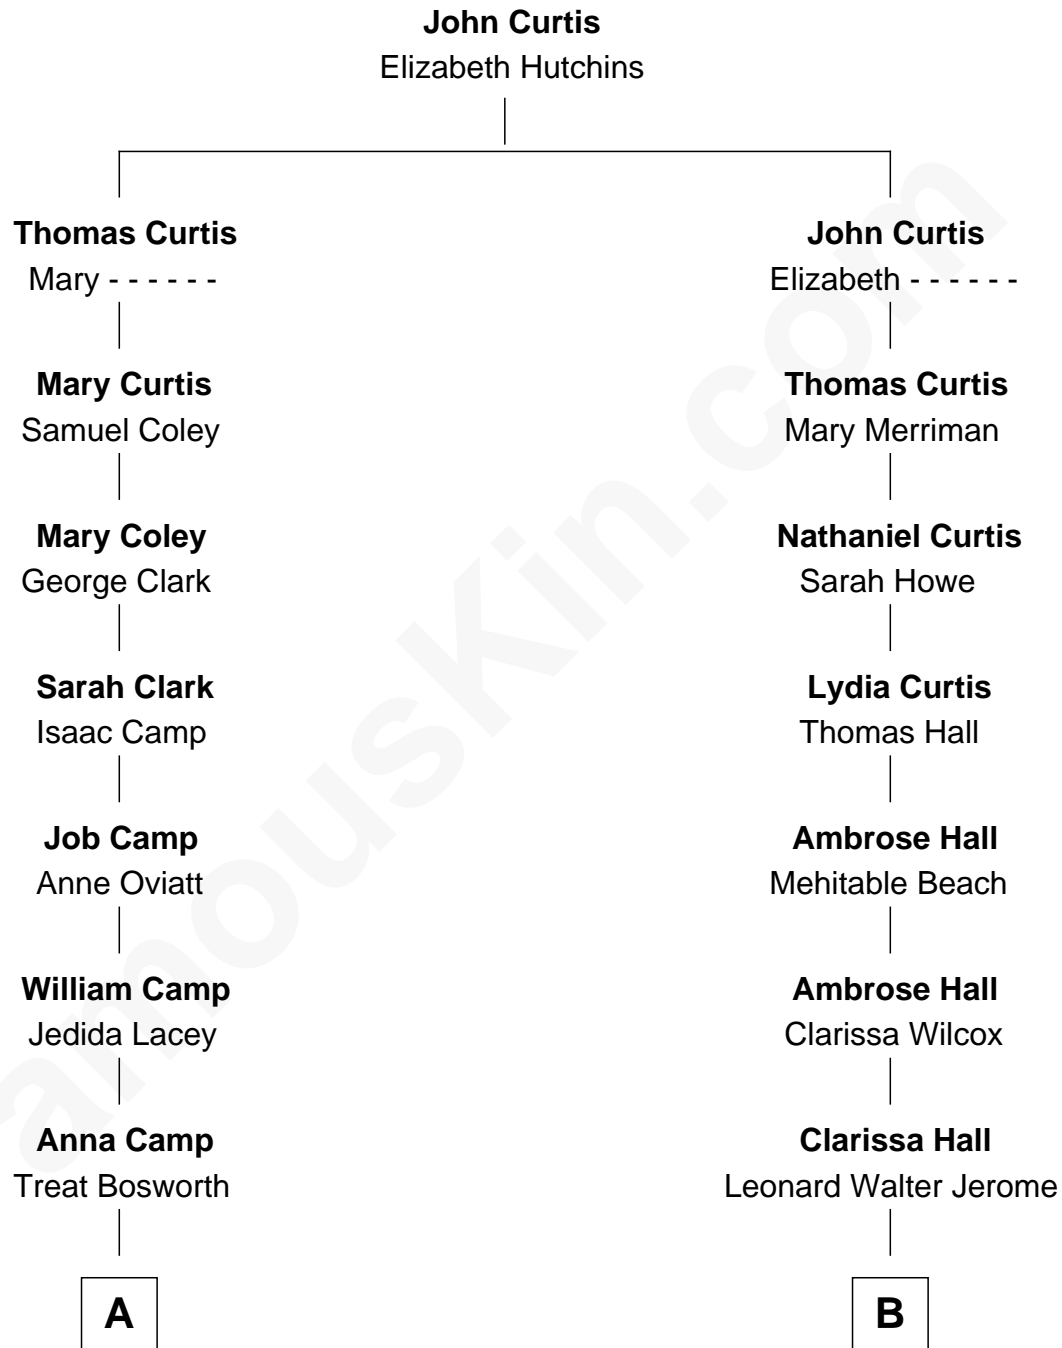 John Curtis
Elizabeth Hutchins
Thomas Curtis
Mary - - - - - -
John Curtis
Elizabeth - - - - - -
Mary Curtis
Samuel Coley
Thomas Curtis
Mary Merriman
Mary Coley
George Clark
Nathaniel Curtis
Sarah Howe
Sarah Clark
Isaac Camp
Lydia Curtis
Thomas Hall
Job Camp
Anne Oviatt
Ambrose Hall
Mehitable Beach
William Camp
Jedida Lacey
Ambrose Hall
Clarissa Wilcox
Anna Camp
Treat Bosworth
Clarissa Hall
Leonard Walter Jerome
A
B
amouskin.com